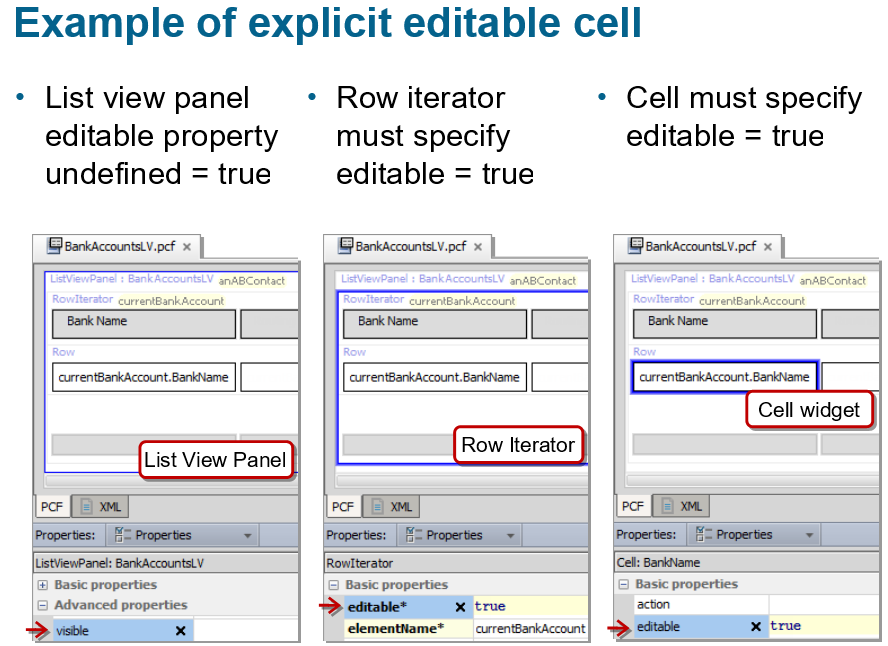 Example of explicit editable cell
• List view panel
editable property
undefined = true
• Row iterator
must specify
editable = true
• Cell must specify
editable = true
BankAccountsLV.pcf ×
ListViewPanel : BankAccountsLV anABContact
RowIterator currentBankAccount
Bank Name
Row
currentBankAccount.BankName
List View Panel
PCF XML
Properties: Properties
ListViewPanel: BankAccountsLV
Basic properties
Advanced properties
visible
BankAccountsLV.pcf ×
ListViewPanel : BankAccountsLV anABContact
RowIterator currentBankAccount
Bank Name
Row
currentBankAccount.BankName
Row Iterator
PCF XML
Properties: Properties
RowIterator
Basic properties
editable* true
elementName* currentBankAccount
BankAccountsLV.pcf ×
ListViewPanel : BankAccountsLV anABContact
RowIterator currentBankAccount
Bank Name
Row
currentBankAccount.BankName
Cell widget
PCF XML
Properties: Properties
Cell: BankName
Basic properties
action
editable true